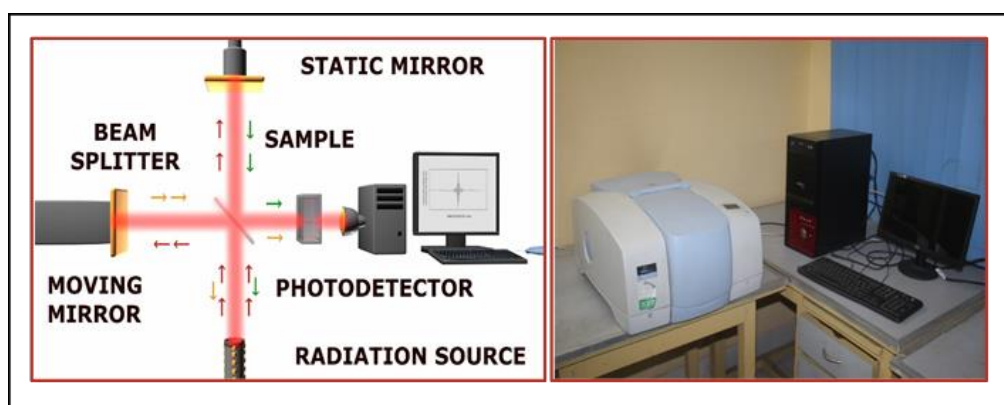 STATIC MIRROR
BEAM
SPLITTER
SAMPLE
MOVING
MIRROR
PHOTODETECTOR
RADIATION SOURCE